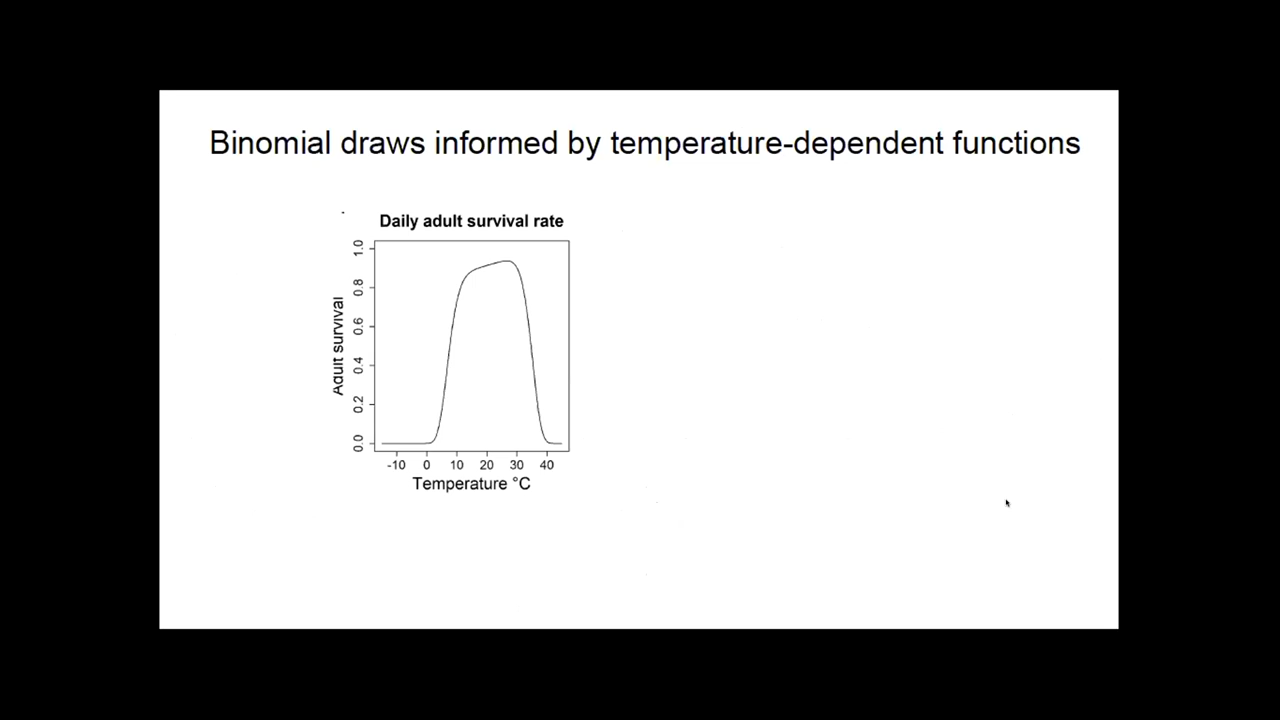 Binomial draws informed by temperature-dependent functions
Daily adult survival rate
Adult survival
1.0
0.8
0.6
0.4
0.2
0.0
-10 0 10 20 30 40
Temperature °C